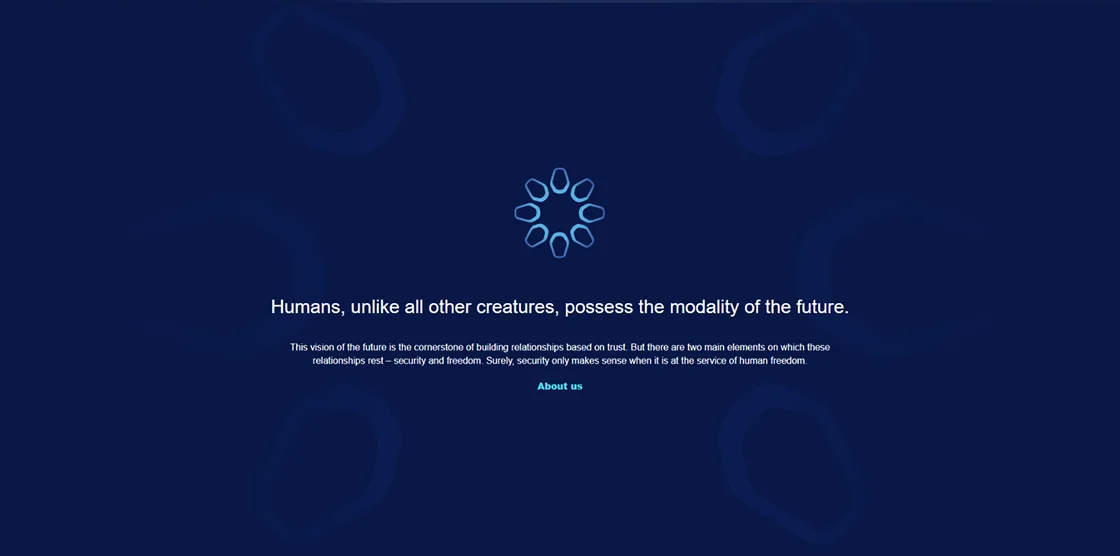 Humans, unlike all other creatures, possess the modality of the future.
This vision of the future is the cornerstone of building relationships based on trust. But there are two main elements on which these
relationships rest – security and freedom. Surely, security only makes sense when it is at the service of human freedom.
About us